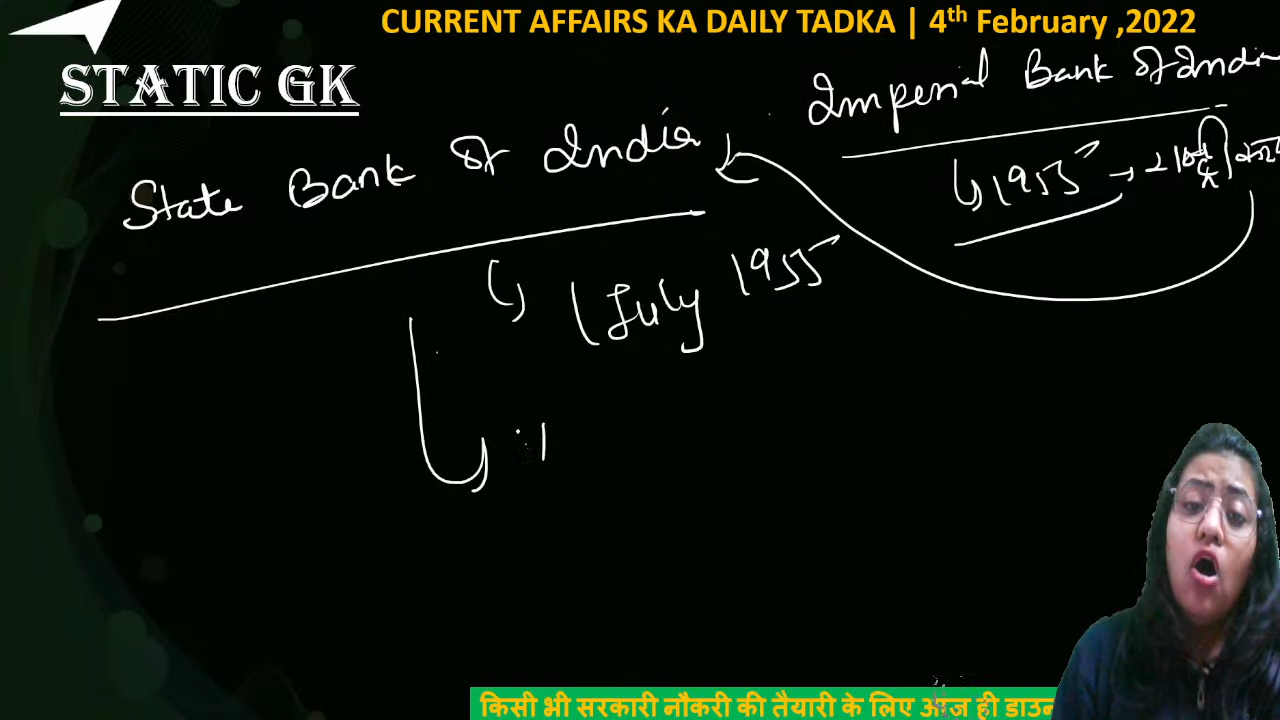 CURRENT AFFAIRS KA DAILY TADKA | 4th February ,2022
STATIC GK
Imperial Bank Of India
State Bank Of India
1955
1 July 1955
किसी भी सरकारी नौकरी की तैयारी के लिए आज ही डाउन